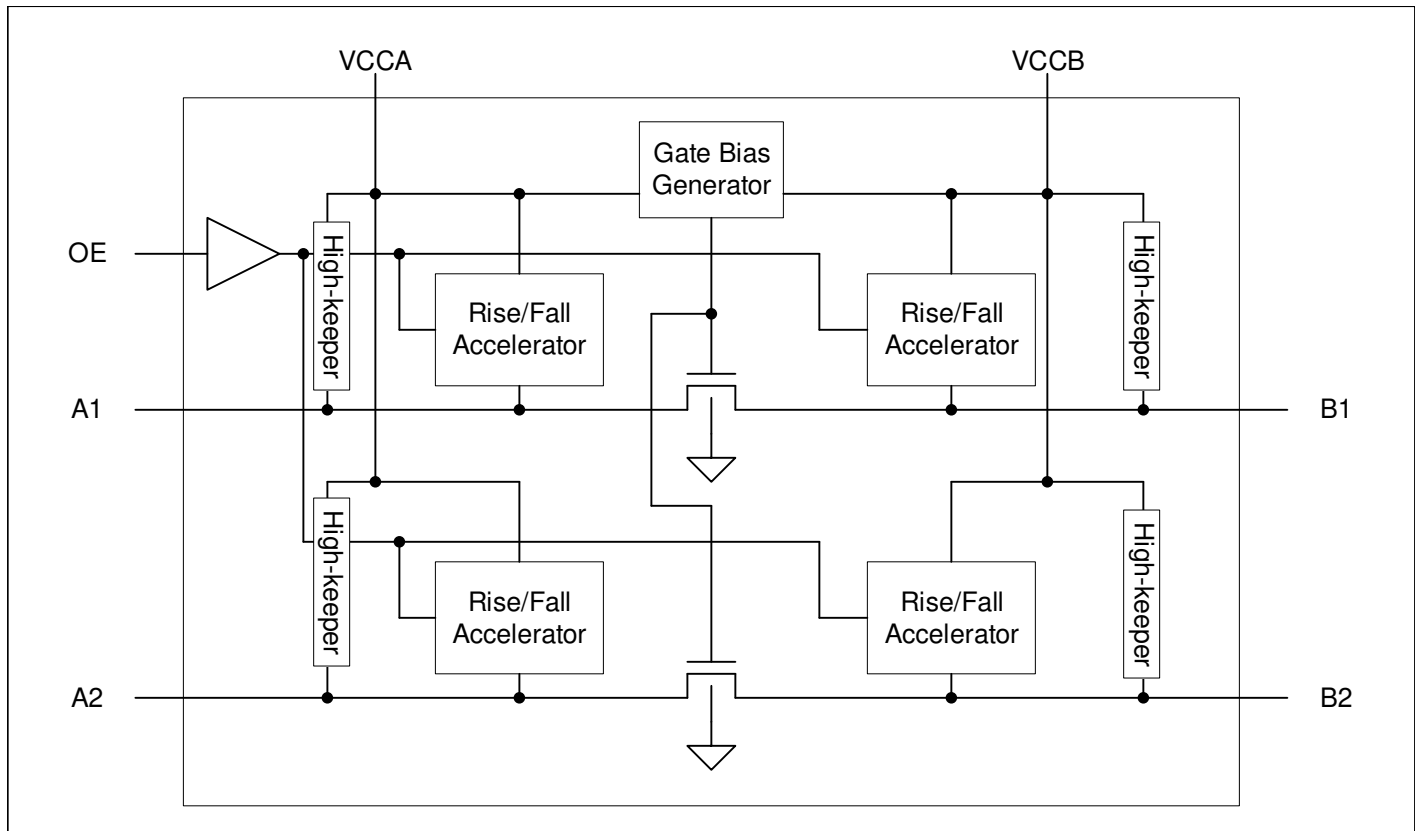 VCCA
VCCB
Gate Bias
Generator
OE
High-keeper
Rise/Fall
Accelerator
Rise/Fall
Accelerator
High-keeper
A1
B1
High-keeper
Rise/Fall
Accelerator
Rise/Fall
Accelerator
High-keeper
A2
B2